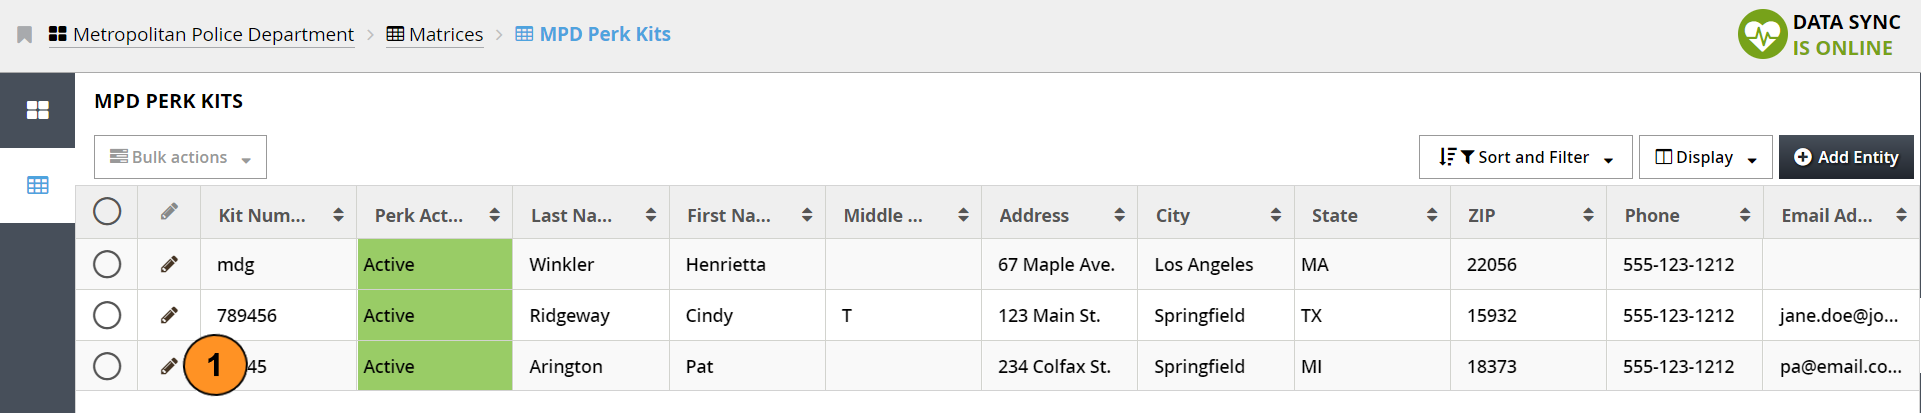 Metropolitan Police Department > Matrices > MPD Perk Kits
DATA SYNC
IS ONLINE
MPD PERK KITS
Bulk actions Sort and Filter Display Add Entity
Kit Num... Perk Act... Last Na... First Na... Middle ... Address City State ZIP Phone Email Ad...
mdg Active Winkler Henrietta 67 Maple Ave. Los Angeles MA 22056 555-123-1212
789456 Active Ridgeway Cindy T 123 Main St. Springfield TX 15932 555-123-1212 jane.doe@jo...
1 45 Active Arington Pat 234 Colfax St. Springfield MI 18373 555-123-1212 pa@email.co...